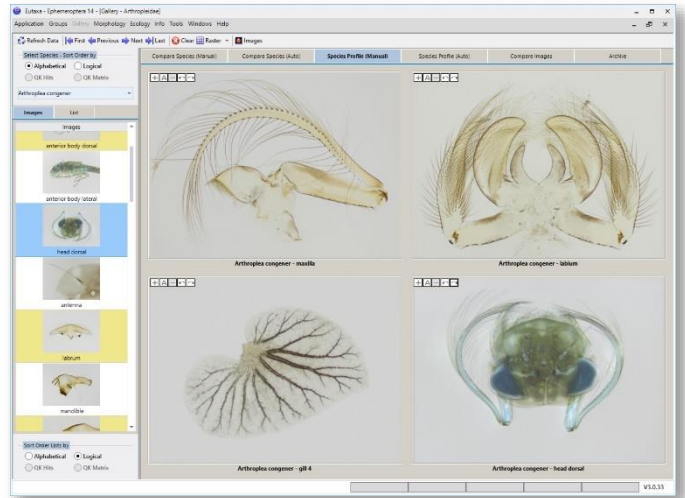 Eutaxa - Ephemeroptera 14 - [Gallery - Arthropleidae]
Application Groups Gallery Morphology Ecology Info Tools Windows Help
Refresh Data First Previous Next Last Clear Raster Images
Select Species - Sort Order by
Alphabetical Logical
QK Hits QK Matrix
Arthroplea congener
Images List
Compare Species (Manual) Compare Species (Auto) Species Profile (Manual) Species Profile (Auto) Compare Images Archive
Images
anterior body dorsal
anterior body lateral
head dorsal
antenna
labrum
mandible
Sort Order Lists by
Alphabetical Logical
QK Hits QK Matrix
Arthroplea congener - maxilla
Arthroplea congener - labium
Arthroplea congener - gill 4
Arthroplea congener - head dorsal
V3.0.33